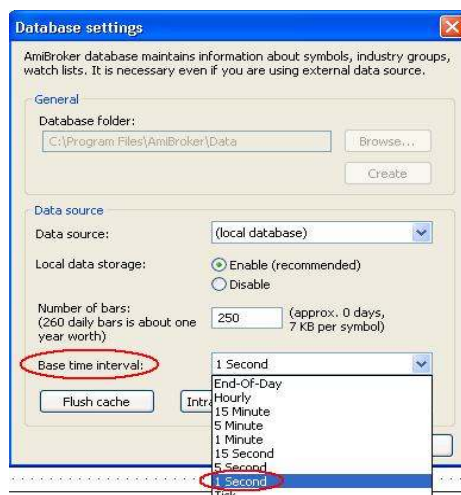 Database settings
AmiBroker database maintains information about symbols, industry groups,
watch lists. It is necessary even if you are using external data source.
General
Database folder:
C:\Program Files\AmiBroker\Data
Browse...
Create
Data source
Data source:
(local database)
Local data storage:
Enable (recommended)
Disable
Number of bars:
(260 daily bars is about one
year worth)
250
(approx. 0 days,
7 KB per symbol)
Base time interval:
1 Second
End-Of-Day
Hourly
15 Minute
5 Minute
1 Minute
15 Second
5 Second
1 Second
Flush cache